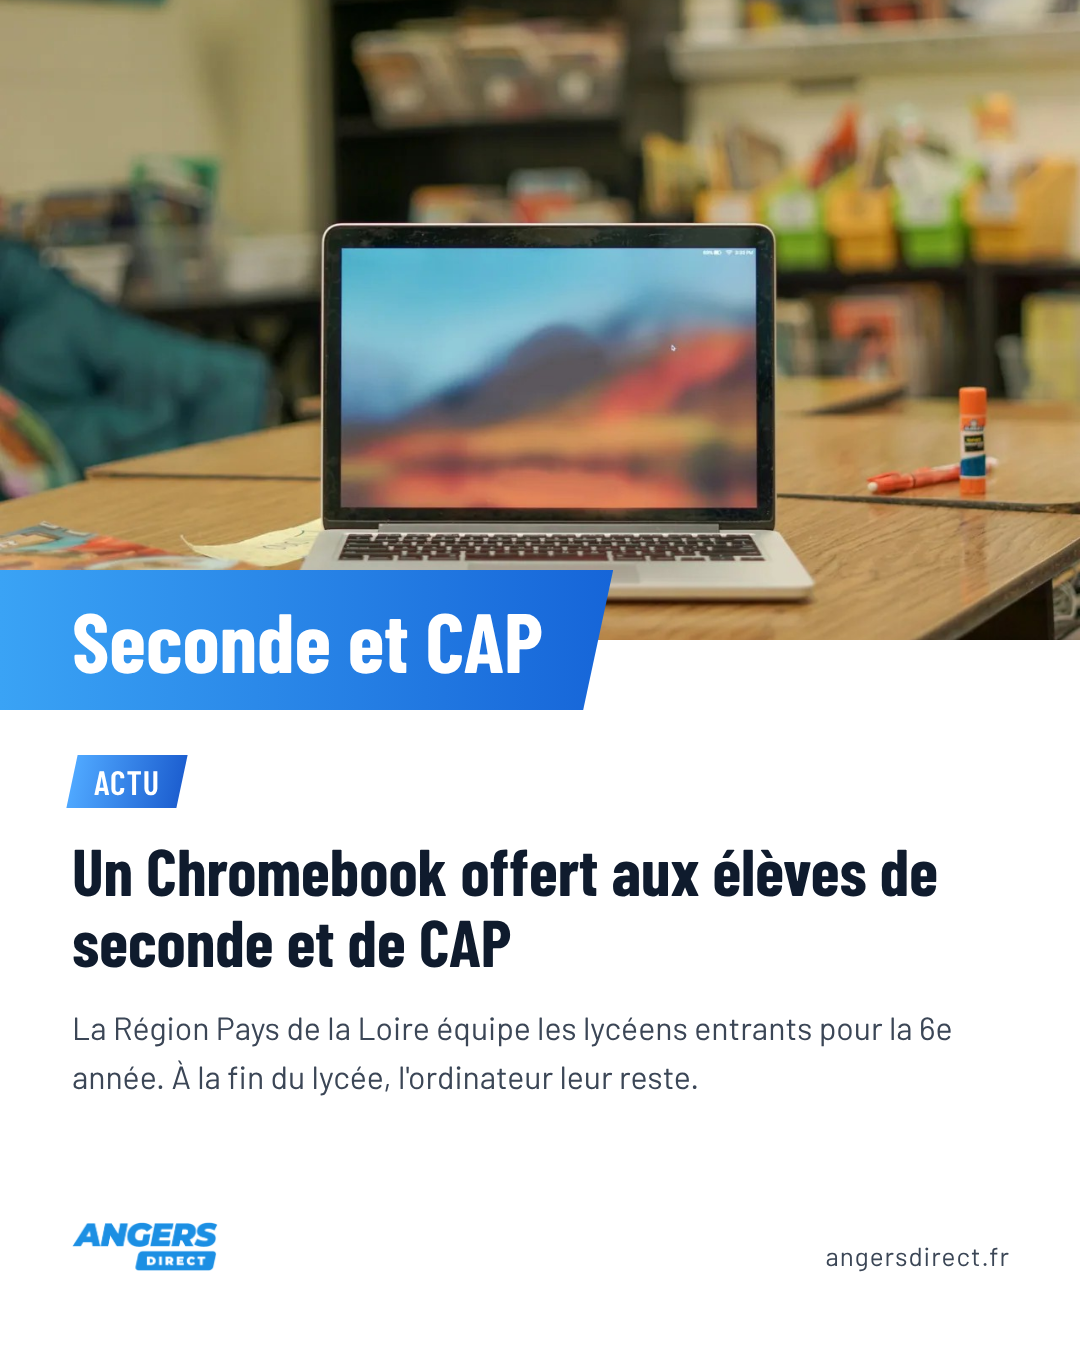 Seconde et CAP
ACTU
Un Chromebook offert aux élèves de
seconde et de CAP
La Région Pays de la Loire équipe les lycéens entrants pour la 6e
année. À la fin du lycée, l'ordinateur leur reste.
ANGERS
DIRECT
angersdirect.fr